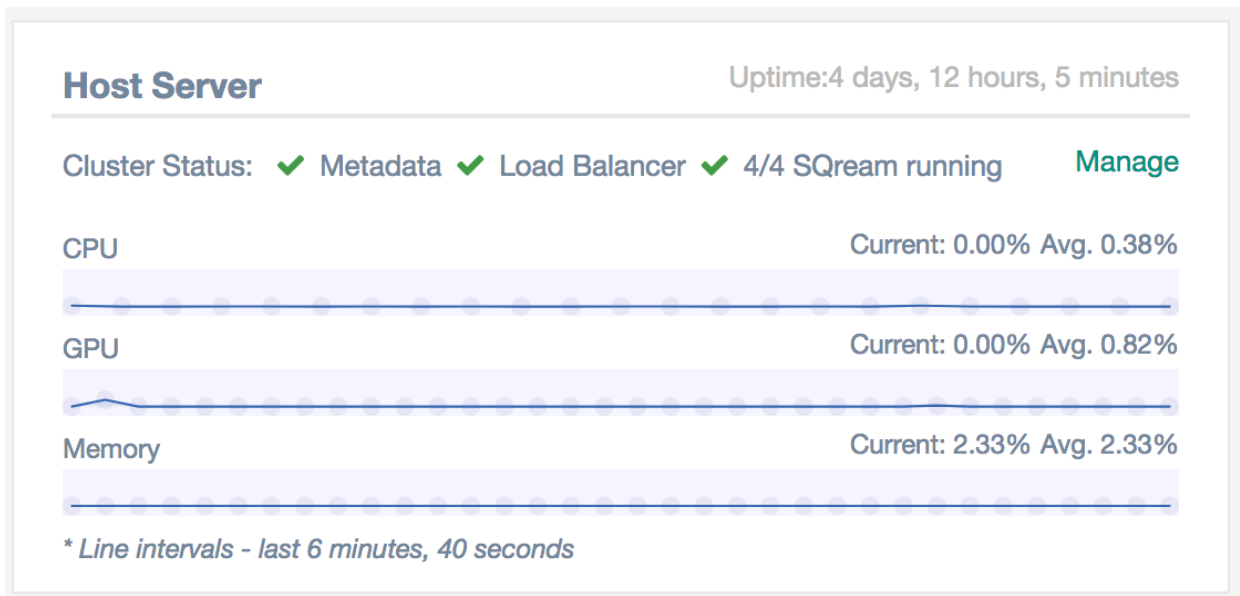 Host Server
Uptime:4 days, 12 hours, 5 minutes
Cluster Status: Metadata Load Balancer 4/4 SQream running Manage
CPU
Current: 0.00% Avg. 0.38%
GPU
Current: 0.00% Avg. 0.82%
Memory
Current: 2.33% Avg. 2.33%
* Line intervals - last 6 minutes, 40 seconds